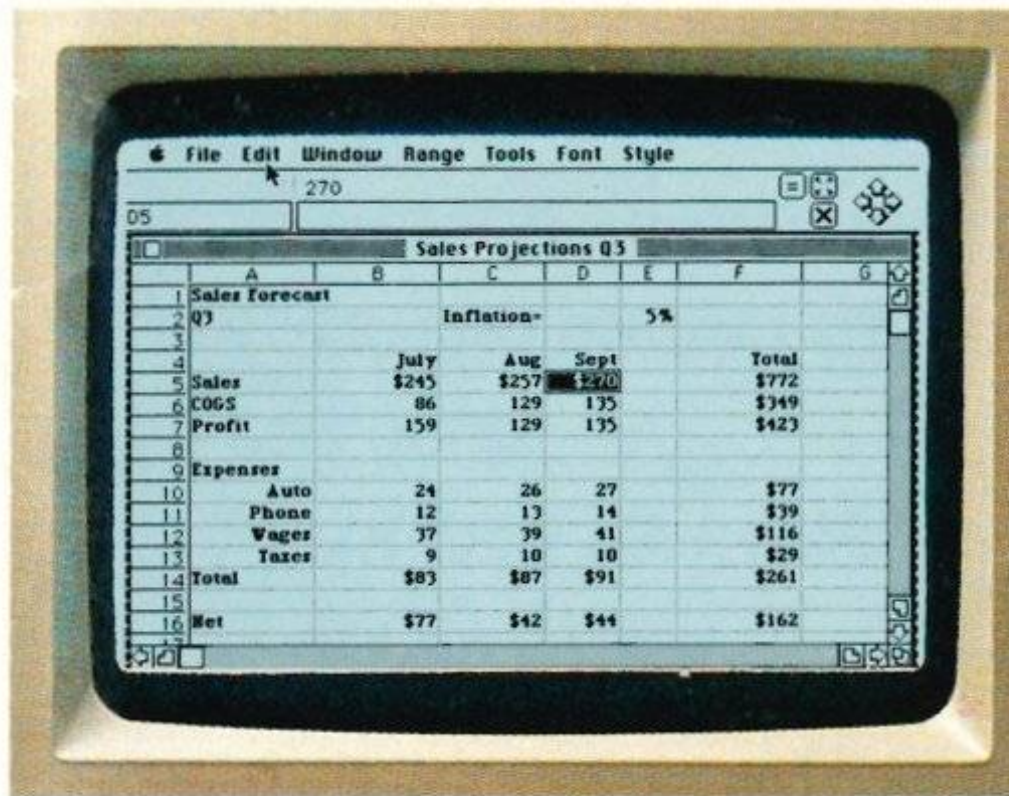 File Edit Window Range Tools Font Style
270
D5
Sales Projections Q3
A B C D E F G
1 Sales Forecast
2 Q3 Inflation= 5%
3
4 July Aug Sept Total
5 Sales $245 $257 $270 $772
6 COGS 86 129 135 $349
7 Profit 159 129 135 $423
8
9 Expenses
10 Auto 24 26 27 $77
11 Phone 12 13 14 $39
12 Wages 37 39 41 $116
13 Taxes 9 10 10 $29
14 Total $83 $87 $91 $261
15
16 Net $77 $42 $44 $162